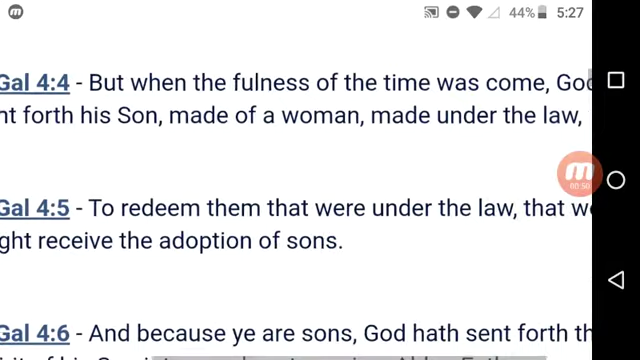 44% 5:27
Gal 4:4 - But when the fulness of the time was come, God
nt forth his Son, made of a woman, made under the law,
00:50
Gal 4:5 - To redeem them that were under the law, that we
ght receive the adoption of sons.
Gal 4:6 - And because ye are sons, God hath sent forth th